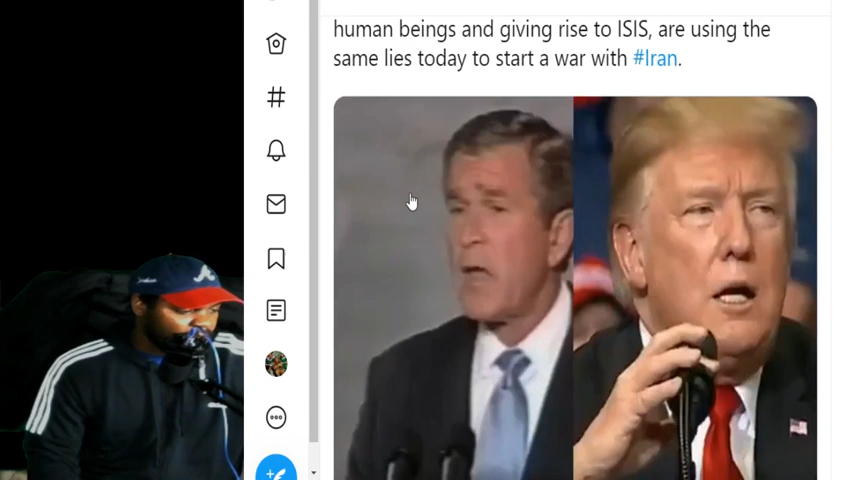 human beings and giving rise to ISIS, are using the
same lies today to start a war with #Iran.